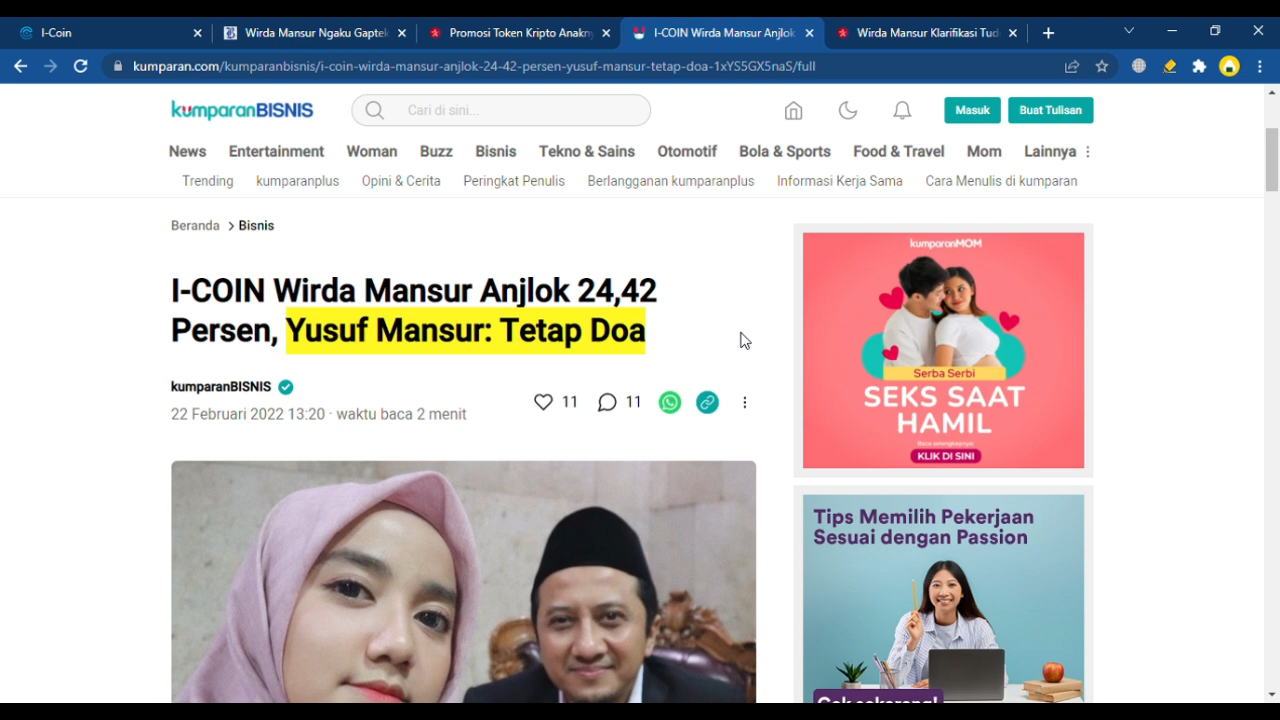 I-Coin
Wirda Mansur Ngaku Gaptek
Promosi Token Kripto Anakny
I-COIN Wirda Mansur Anjlok
Wirda Mansur Klarifikasi Tud
kumparan.com/kumparanbisnis/i-coin-wirda-mansur-anjlok-24-42-persen-yusuf-mansur-tetap-doa-1xYS5GX5naS/full
kumparanBISNIS
Cari di sini...
Masuk
Buat Tulisan
News Entertainment Woman Buzz Bisnis Tekno & Sains Otomotif Bola & Sports Food & Travel Mom Lainnya
Trending kumparanplus Opini & Cerita Peringkat Penulis Berlangganan kumparanplus Informasi Kerja Sama Cara Menulis di kumparan
Beranda > Bisnis
I-COIN Wirda Mansur Anjlok 24,42
Persen, Yusuf Mansur: Tetap Doa
kumparanBISNIS
22 Februari 2022 13:20 · waktu baca 2 menit
11 11
kumparanMOM
Serba Serbi
SEKS SAAT
HAMIL
Baca selengkapnya:
KLIK DI SINI
Tips Memilih Pekerjaan
Sesuai dengan Passion